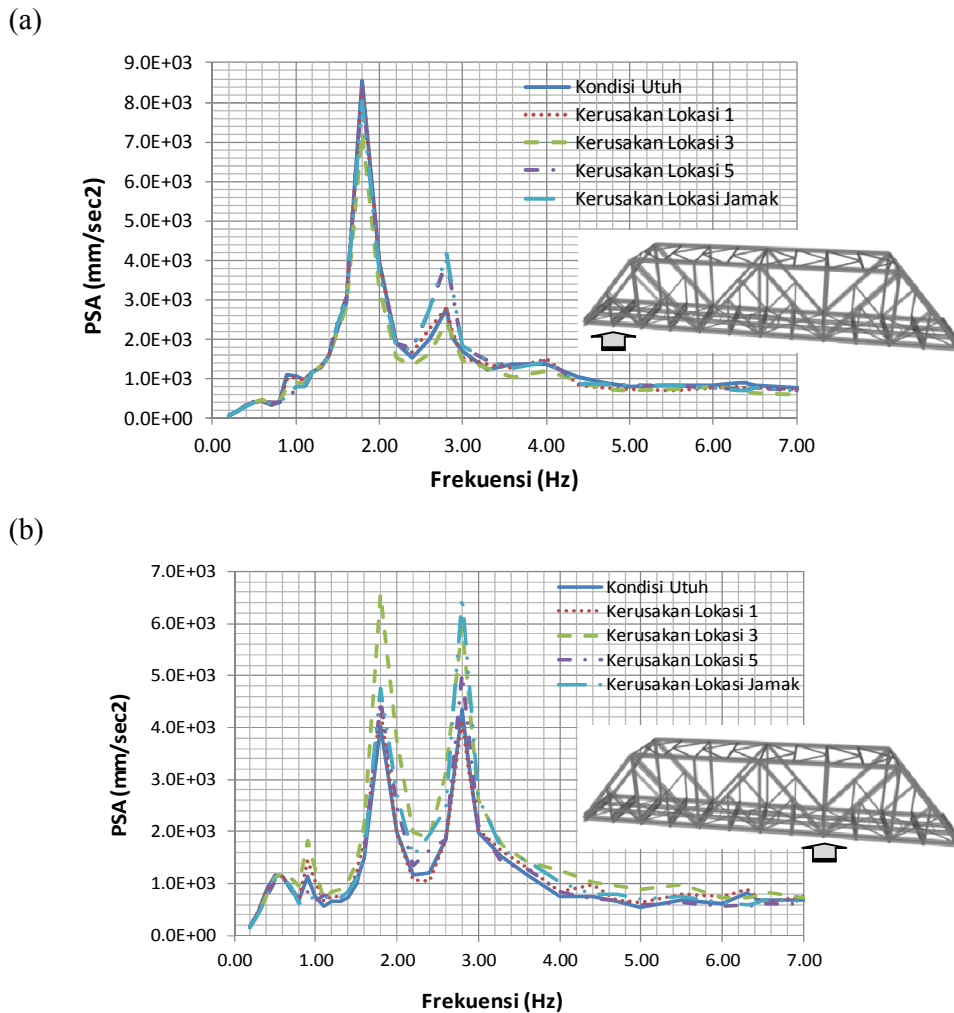 (a)
9.0E+03
8.0E+03
7.0E+03
6.0E+03
5.0E+03
4.0E+03
3.0E+03
2.0E+03
1.0E+03
0.0E+00
PSA (mm/sec2)
Kondisi Utuh
Kerusakan Lokasi 1
Kerusakan Lokasi 3
Kerusakan Lokasi 5
Kerusakan Lokasi Jamak
0.00 1.00 2.00 3.00 4.00 5.00 6.00 7.00
Frekuensi (Hz)
(b)
7.0E+03
6.0E+03
5.0E+03
4.0E+03
3.0E+03
2.0E+03
1.0E+03
0.0E+00
PSA (mm/sec2)
Kondisi Utuh
Kerusakan Lokasi 1
Kerusakan Lokasi 3
Kerusakan Lokasi 5
Kerusakan Lokasi Jamak
0.00 1.00 2.00 3.00 4.00 5.00 6.00 7.00
Frekuensi (Hz)